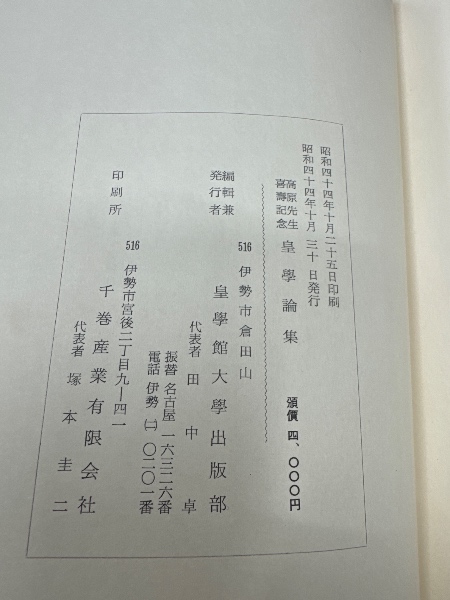 昭和四十四年十月二十五日印刷
昭和四十四年十月三十日発行
高原先生
喜壽記念
皇學論集
頒價 四、〇〇〇円
編輯兼
発行者
516 伊勢市倉田山
皇學館大學出版部
代表者 田中卓
振替 名古屋 一六三二六番
電話 伊勢 ㈡ 〇二〇一番
印刷所
516 伊勢市宮後二丁目九ー四一
千巻産業有限会社
代表者 塚本圭二